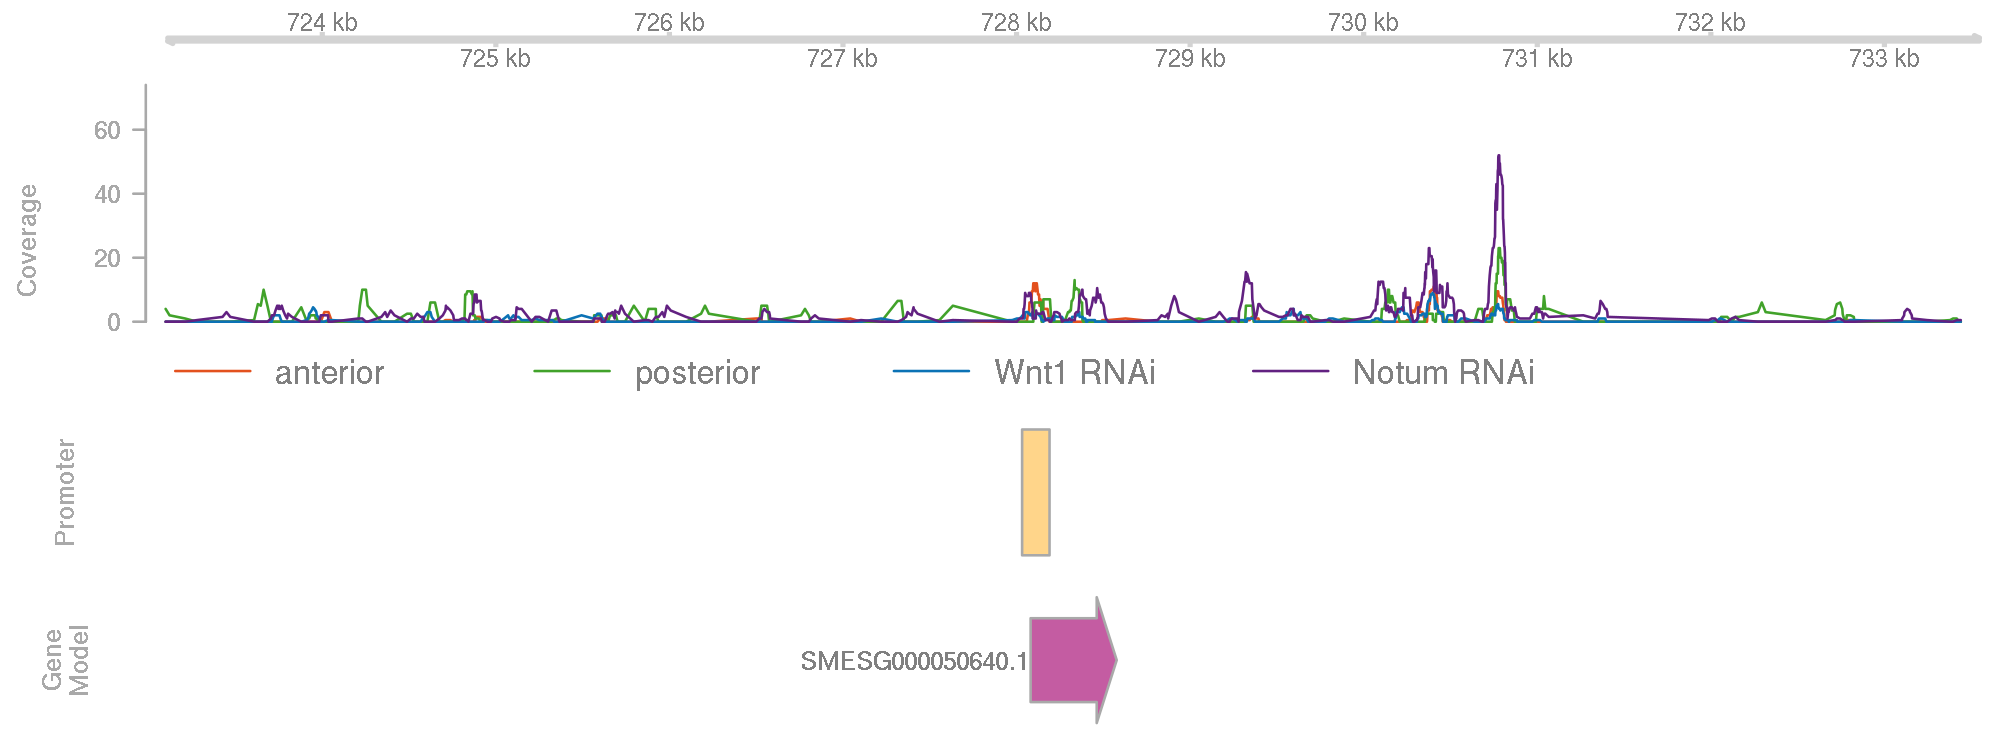 724 kb 726 kb 728 kb 730 kb 732 kb
725 kb 727 kb 729 kb 731 kb 733 kb
Coverage
60
40
20
0
anterior posterior Wnt1 RNAi Notum RNAi
Promoter
Gene
Model
SMESG000050640.1